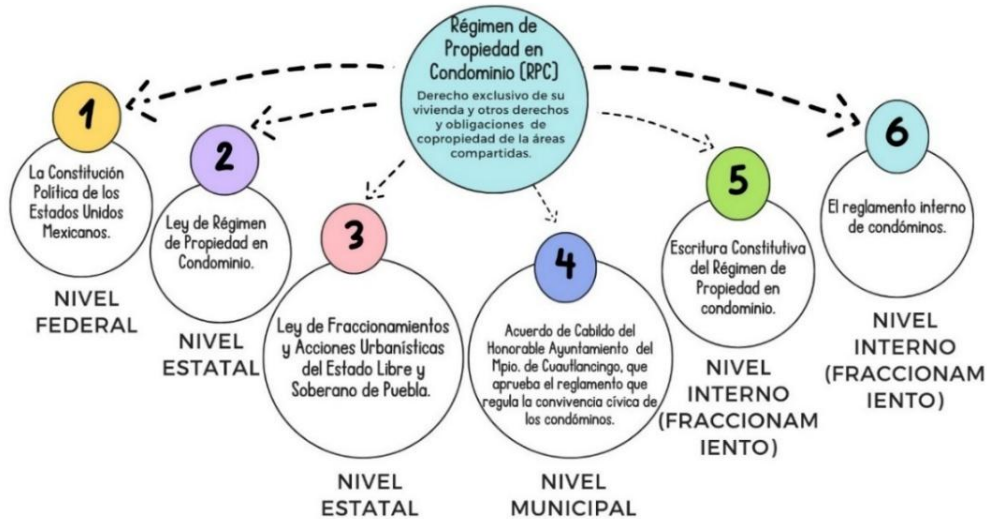 Régimen de
Propiedad en
Condominio (RPC)
Derecho exclusivo de su
vivienda y otros derechos
y obligaciones de
copropiedad de la áreas
compartidas.
1
La Constitución
Política de los
Estados Unidos
Mexicanos.
NIVEL
FEDERAL
2
Ley de Régimen
de Propiedad en
Condominio.
NIVEL
ESTATAL
3
Ley de Fraccionamientos
y Acciones Urbanísticas
del Estado Libre y
Soberano de Puebla.
NIVEL
ESTATAL
4
Acuerdo de Cabildo del
Honorable Ayuntamiento del
Mpio. de Cuautlancingo, que
aprueba el reglamento que
regula la convivencia cívica de
los condóminos.
NIVEL
MUNICIPAL
5
Escritura Constitutiva
del Régimen de
Propiedad en
condominio.
NIVEL
INTERNO
(FRACCIONAM
IENTO)
6
El reglamento interno
de condóminos.
NIVEL
INTERNO
(FRACCIONAM
IENTO)